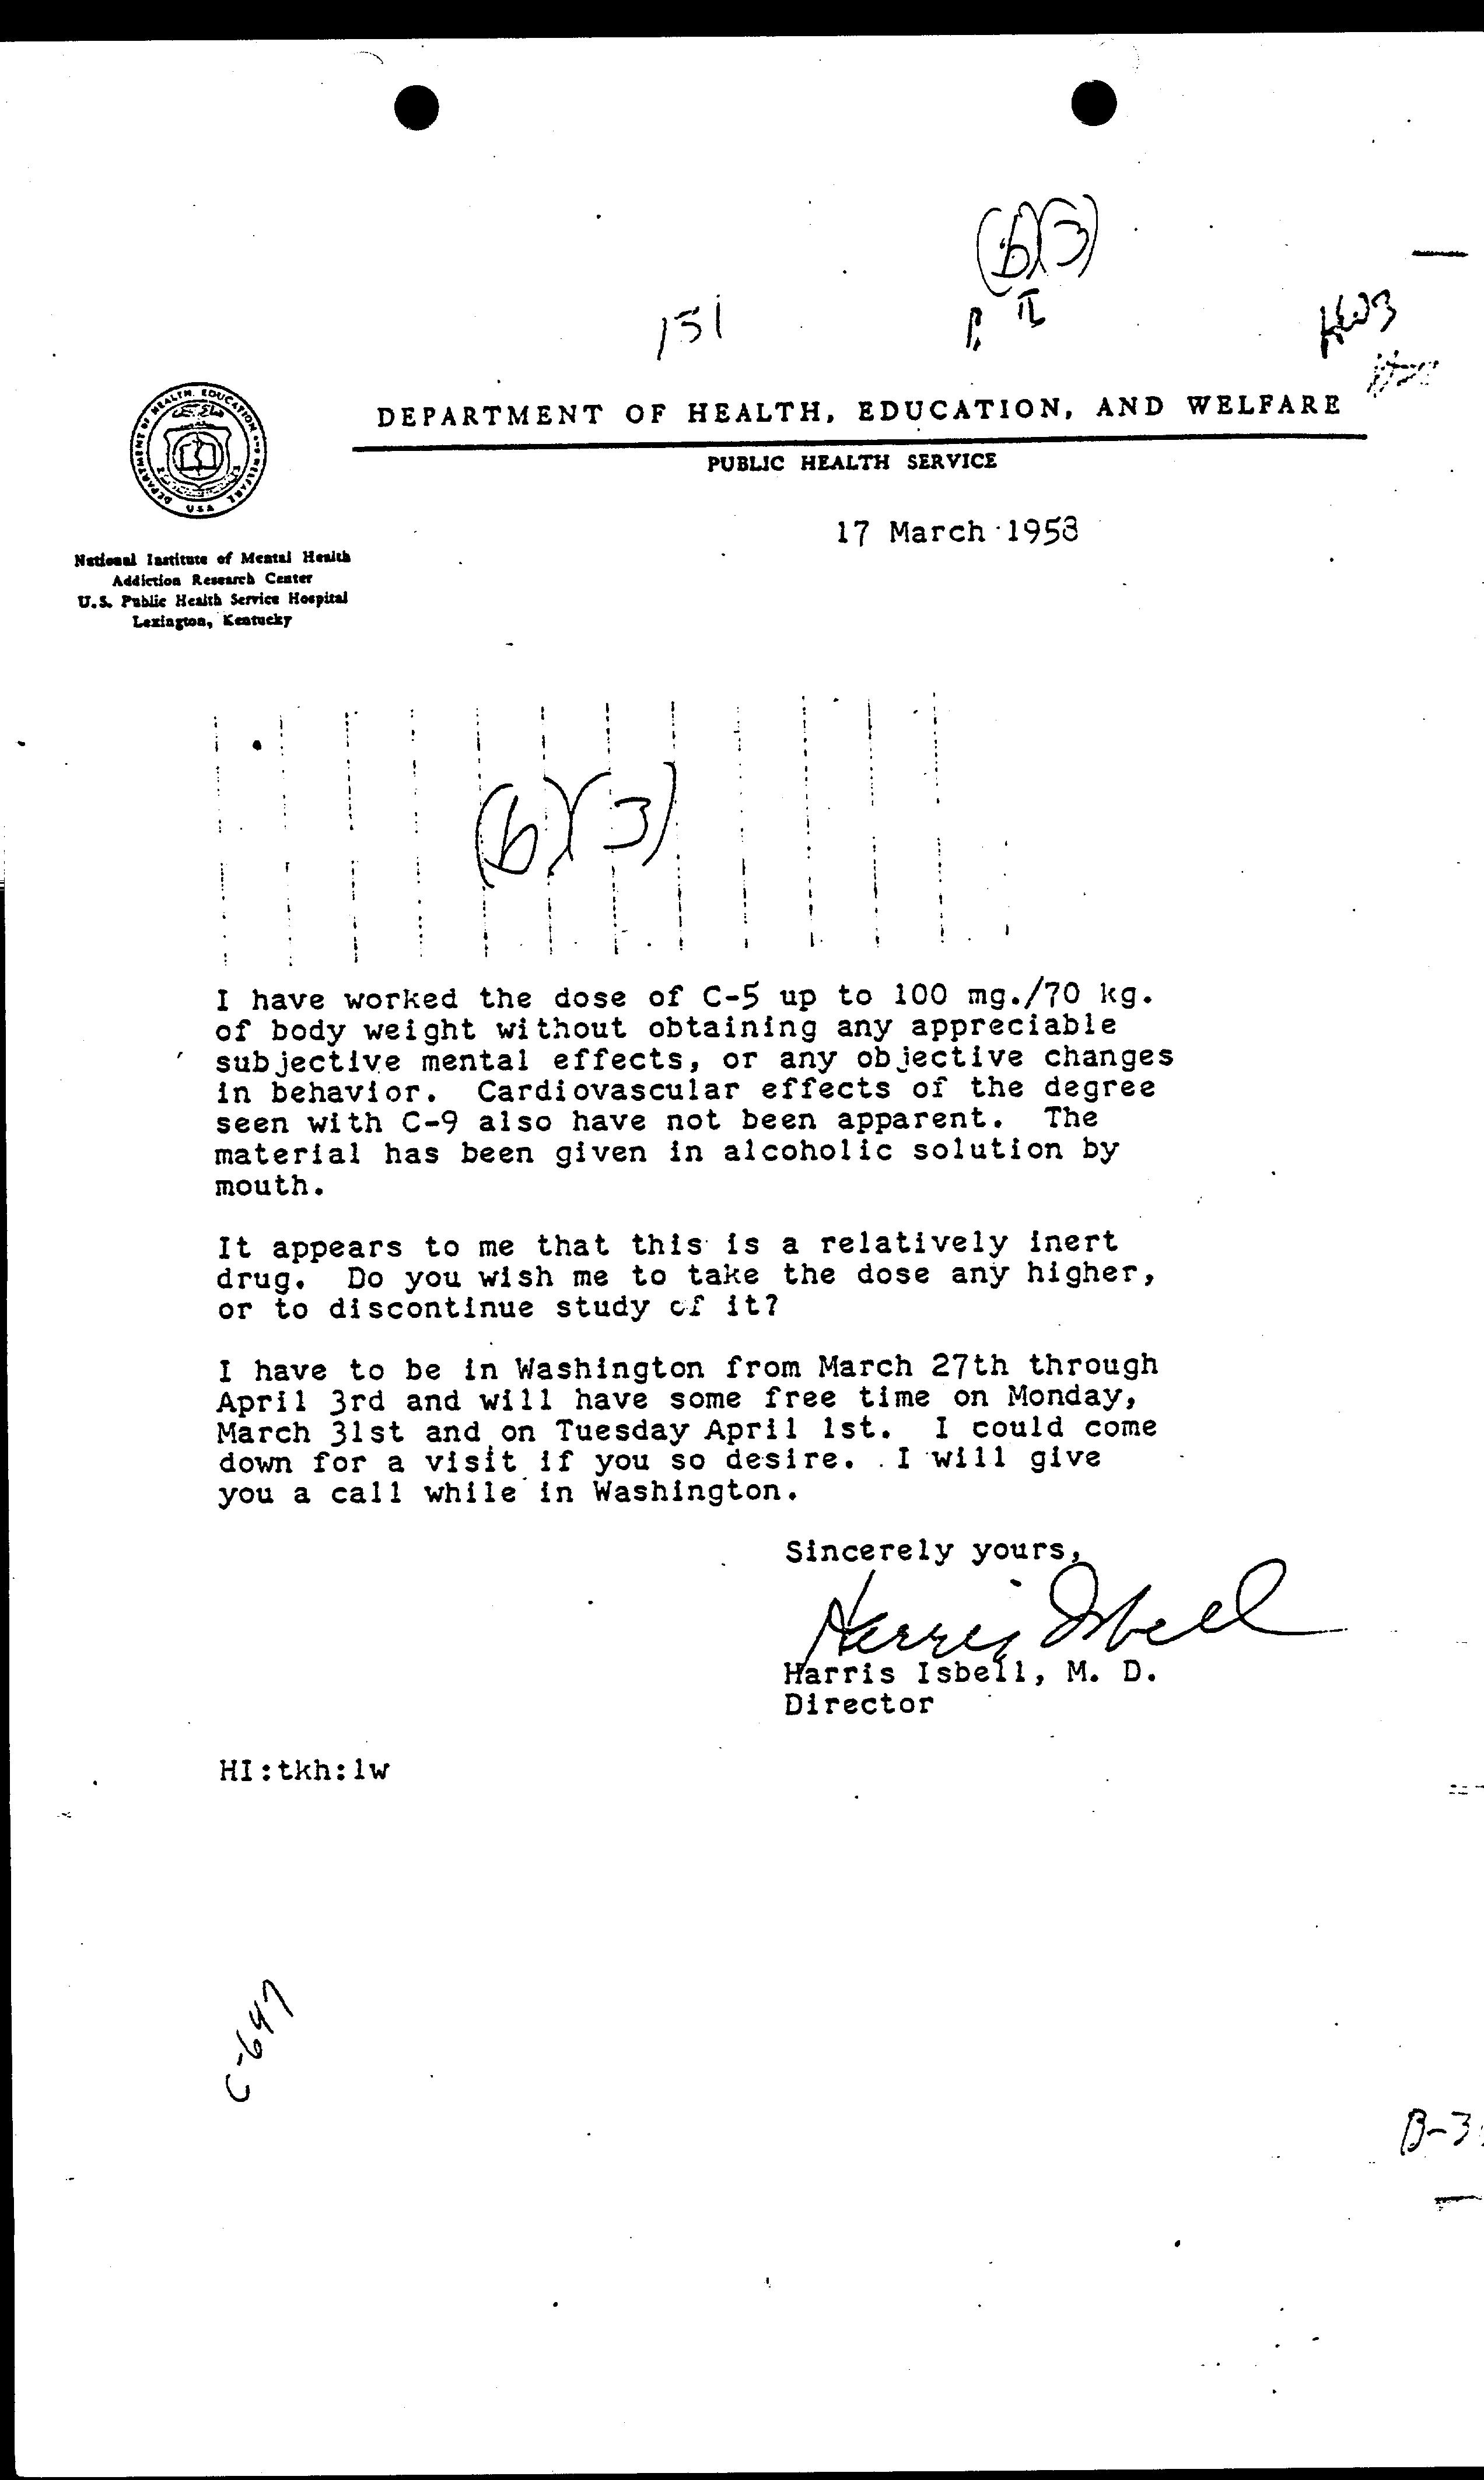 (b)(3)
151
DEPARTMENT OF HEALTH, EDUCATION, AND WELFARE
PUBLIC HEALTH SERVICE
DEPARTMENT OF HEALTH, EDUCATION AND WELFARE
USA
17 March 1958
National Institute of Mental Health
Addiction Research Center
U.S. Public Health Service Hospital
Lexington, Kentucky
(b)(3)
I have worked the dose of C-5 up to 100 mg./70 kg.
of body weight without obtaining any appreciable
subjective mental effects, or any objective changes
in behavior. Cardiovascular effects of the degree
seen with C-9 also have not been apparent. The
material has been given in alcoholic solution by
mouth.
It appears to me that this is a relatively inert
drug. Do you wish me to take the dose any higher,
or to discontinue study of it?
I have to be in Washington from March 27th through
April 3rd and will have some free time on Monday,
March 31st and on Tuesday April 1st. I could come
down for a visit if you so desire. I will give
you a call while in Washington.
Sincerely yours,
Harris Isbell
Harris Isbell, M. D.
Director
HI:tkh:lw
C-647
B-3